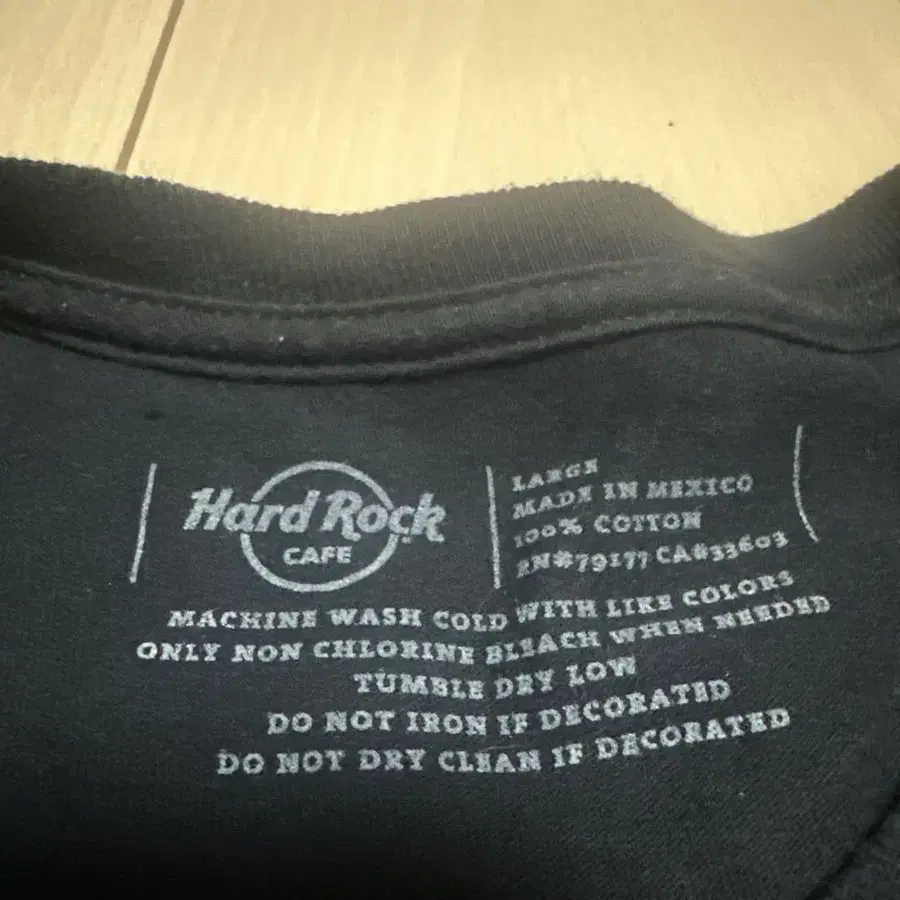 Hard Rock
CAFE
LARGE
MADE IN MEXICO
100% COTTON
RN#79177 CA#33603
MACHINE WASH COLD WITH LIKE COLORS
ONLY NON CHLORINE BLEACH WHEN NEEDED
TUMBLE DRY LOW
DO NOT IRON IF DECORATED
DO NOT DRY CLEAN IF DECORATED